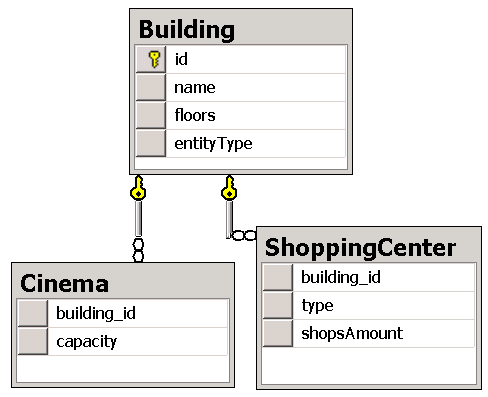 Building
id
name
floors
entityType
Cinema
building_id
capacity
ShoppingCenter
building_id
type
shopsAmount